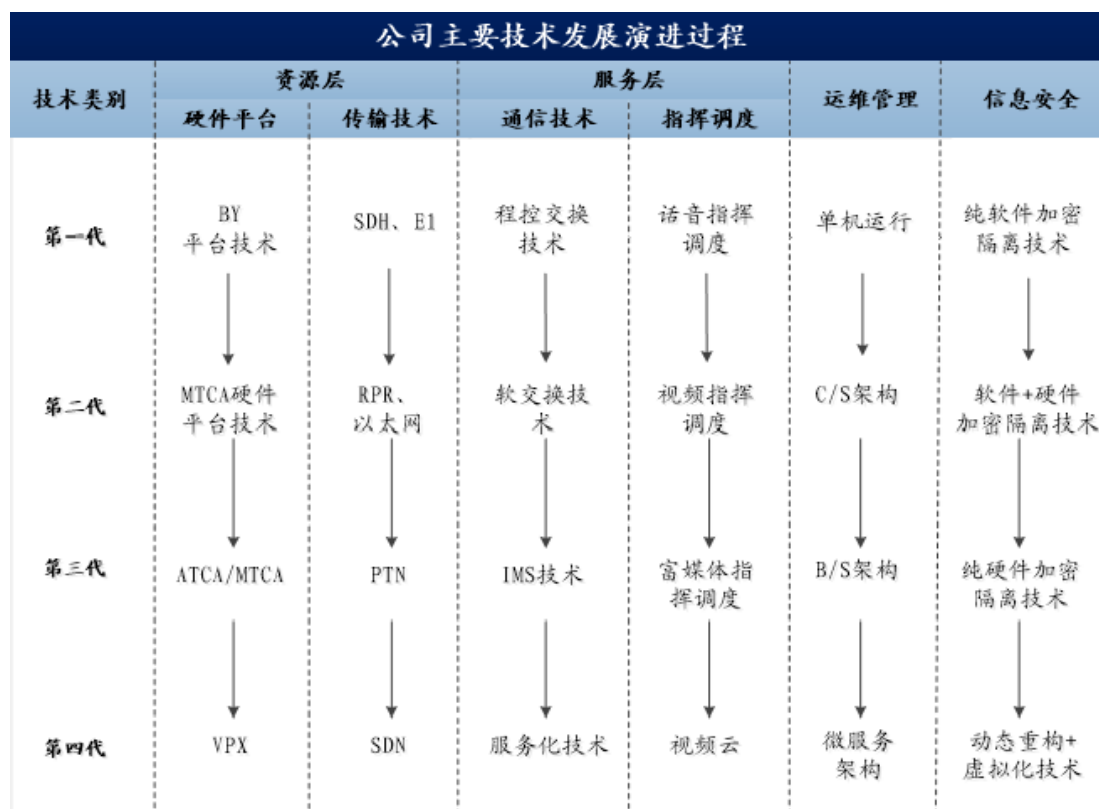 公司主要技术发展演进过程
技术类别
资源层
服务层
运维管理
信息安全
硬件平台
传输技术
通信技术
指挥调度
第一代
BY
平台技术
SDH、E1
程控交换
技术
话音指挥
调度
单机运行
纯软件加密
隔离技术
第二代
MTCA硬件
平台技术
RPR、
以太网
软交换技
术
视频指挥
调度
C/S架构
软件+硬件
加密隔离技术
第三代
ATCA/MTCA
PTN
IMS技术
富媒体指
挥调度
B/S架构
纯硬件加密
隔离技术
第四代
VPX
SDN
服务化技术
视频云
微服务
架构
动态重构+
虚拟化技术